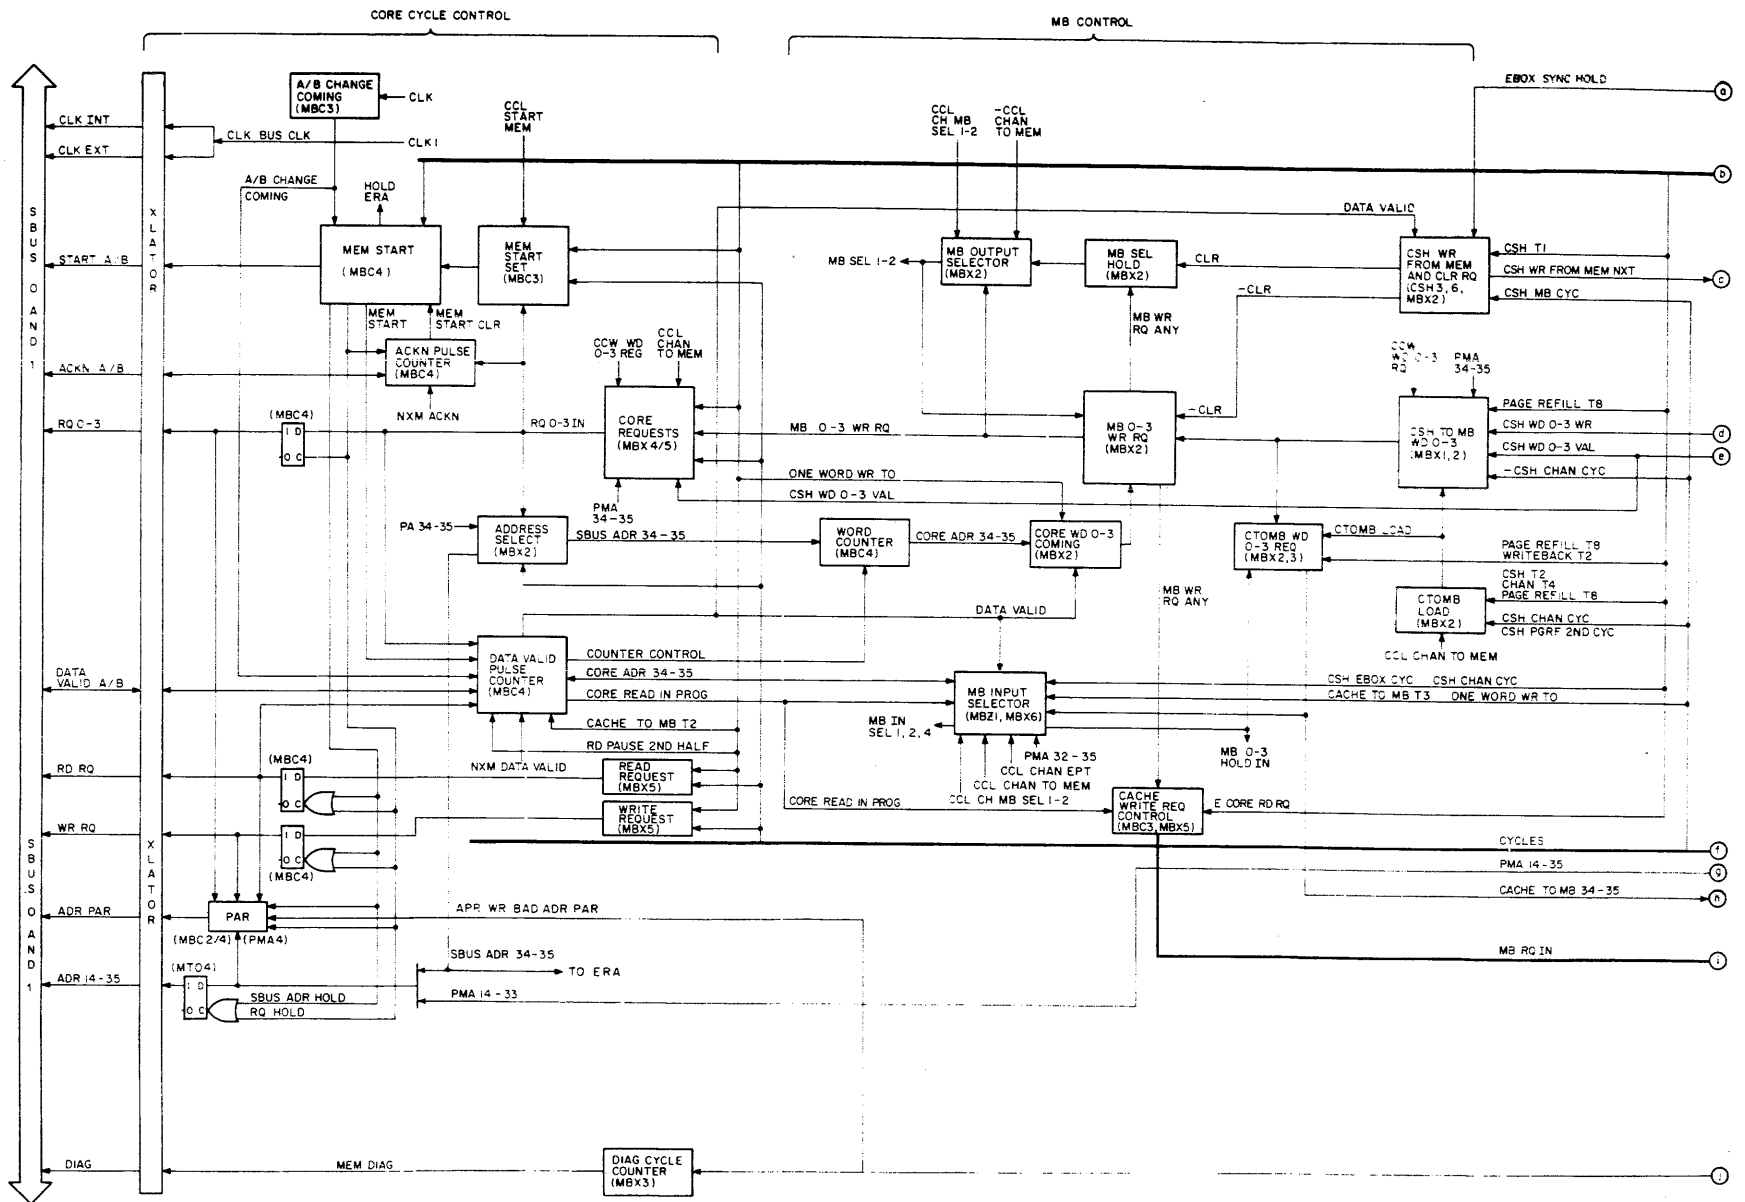 CORE CYCLE CONTROL
MB CONTROL
A/B CHANGE
COMING
(MBC3)
CLK
CCL
START
MEM
CCL
CH MB
SEL 1-2
-CCL
CHAN
TO MEM
EBOX SYNC HOLD
a
CLK INT
CLK BUS CLK
CLK1
CLK EXT
b
A/B CHANGE
COMING
HOLD
ERA
SBUS 0 AND 1
XLATOR
DATA VALID
START A/B
MEM START
(MBC4)
MEM
START
SET
(MBC3)
MB SEL 1-2
MB OUTPUT
SELECTOR
(MBX2)
MB SEL
HOLD
(MBX2)
CLR
-CLR
CSH WR
FROM MEM
AND CLR RQ
(CSH3, 6,
MBX2)
CSH T1
CSH WR FROM MEM NXT
c
CSH MB CYC
MEM
START
MEM
START CLR
MB WR
RQ ANY
ACKN A/B
ACKN PULSE
COUNTER
(MBC4)
NXM ACKN
CCW WD
0-3 REG
CCL
CHAN
TO MEM
CCW
WD 0-3
RQ
PMA
34-35
RQ 0-3
(MBC4)
1 D
0 C
RQ 0-3 IN
CORE
REQUESTS
(MBX4/5)
MB 0-3 WR RQ
MB 0-3
WR RQ
(MBX2)
-CLR
CSH TO MB
WD 0-3
(MBX1, 2)
PAGE REFILL T8
CSH WD 0-3 WR
d
CSH WD 0-3 VAL
e
-CSH CHAN CYC
ONE WORD WR TO
CSH WD 0-3 VAL
PMA
34-35
PA 34-35
ADDRESS
SELECT
(MBX2)
SBUS ADR 34-35
WORD
COUNTER
(MBC4)
CORE ADR 34-35
CORE WD 0-3
COMING
(MBX2)
CTOMB WD
0-3 REQ
(MBX2, 3)
CTOMB LOAD
PAGE REFILL T8
WRITEBACK T2
MB WR
RQ ANY
CTOMB
LOAD
(MBX2)
CSH T2
CHAN T4
PAGE REFILL T8
CSH CHAN CYC
CSH PGRF 2ND CYC
CCL CHAN TO MEM
DATA VALID
DATA
VALID A/B
DATA VALID
PULSE
COUNTER
(MBC4)
COUNTER CONTROL
CORE ADR 34-35
CORE READ IN PROG
CACHE TO MB T2
RD PAUSE 2ND HALF
NXM DATA VALID
MB INPUT
SELECTOR
(MBZ1, MBX6)
CSH EBOX CYC CSH CHAN CYC
CACHE TO MB T3 ONE WORD WR TO
MB IN
SEL 1, 2, 4
PMA 32-35
CCL CHAN EPT
CCL CHAN TO MEM
CCL CH MB SEL 1-2
MB 0-3
HOLD IN
RD RQ
(MBC4)
1 D
0 C
READ
REQUEST
(MBX5)
CORE READ IN PROG
CACHE
WRITE REQ
CONTROL
(MBC3, MBX5)
E CORE RD RQ
WR RQ
1 D
0 C
(MBC4)
WRITE
REQUEST
(MBX5)
CYCLES
f
PMA 14-35
g
SBUS 0 AND 1
XLATOR
CACHE TO MB 34-35
h
ADR PAR
PAR
(MBC2/4) (PMA4)
APR WR BAD ADR PAR
SBUS ADR 34-35
TO ERA
MB RQ IN
i
ADR 14-35
(MTO4)
1 D
0 C
SBUS ADR HOLD
RQ HOLD
PMA 14-33
DIAG
MEM DIAG
DIAG CYCLE
COUNTER
(MBX3)
j